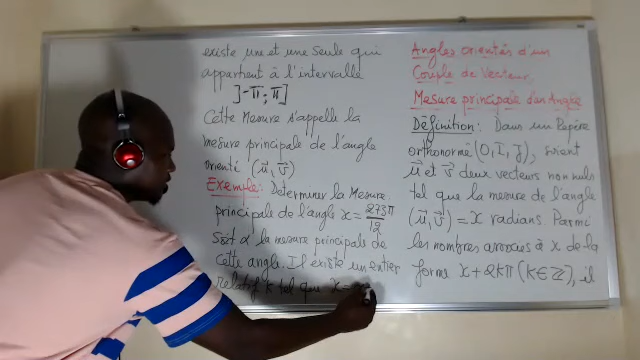 Angles orientés d'un
Couple de Vecteur.
Mesure principale d'un Angle
Définition: Dans un Repère
orthonormé (O, I, J), soient
u⃗ et v⃗ deux vecteurs non nuls
tel que la mesure de l'angle
(u⃗, v⃗) = x radians. Parmi
les nombres associés à x de la
forme x + 2kπ (k ∈ ℤ), il
existe une et une seule qui
appartient à l'intervalle
]-π; π]
Cette Mesure s'appelle la
mesure principale de l'angle
orienté (u⃗, v⃗)
Exemple: Déterminer la Mesure
principale de l'angle x = 273π/12
Soit α la mesure principale de
cette angle. Il existe un entier
relatif k tel que x =